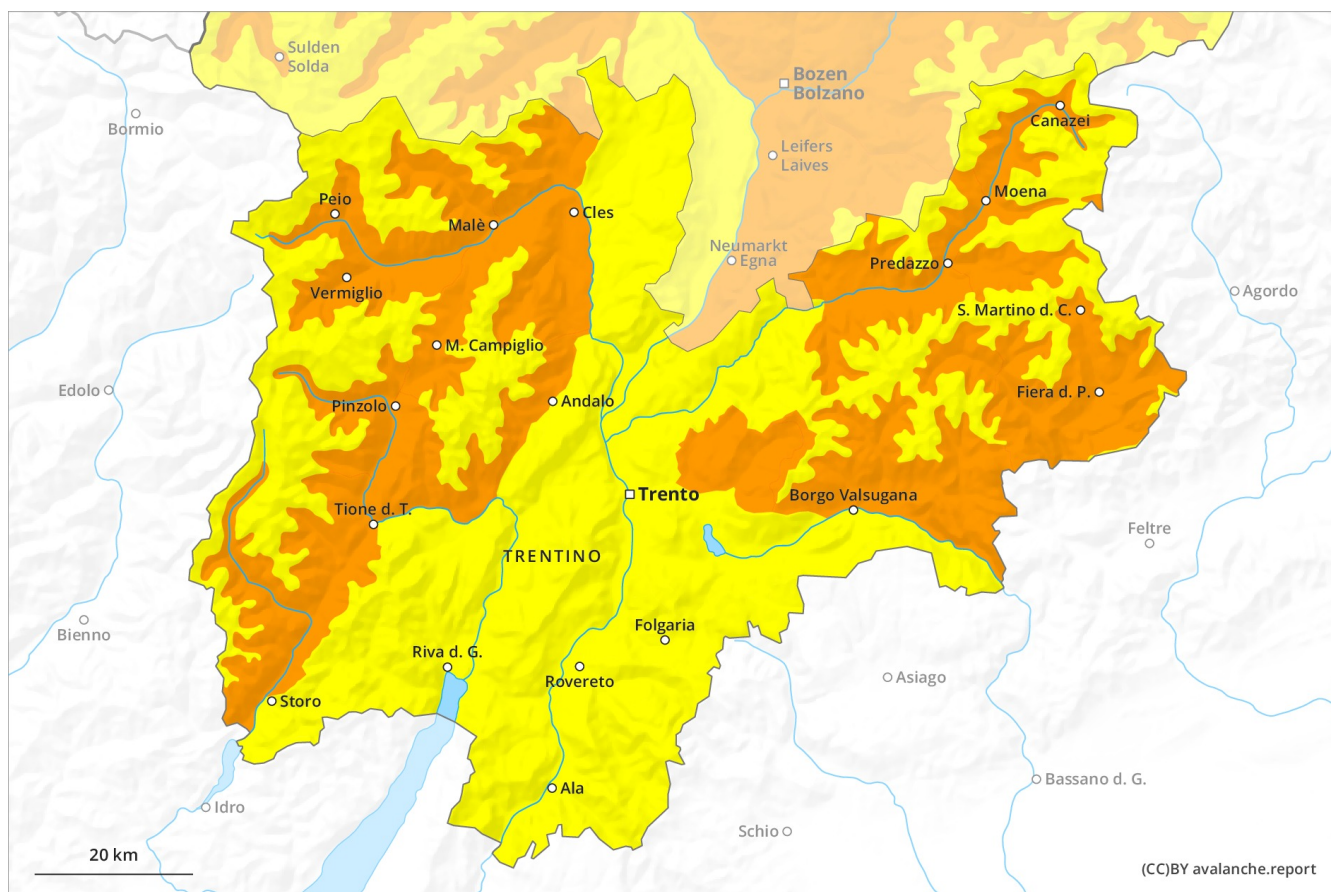 Sulden
Solda
Bozen
Bolzano
Bormio
Canazei
Leifers
Laives
Moena
Peio
Malè
Cles
Neumarkt
Egna
Predazzo
Vermiglio
Agordo
S. Martino d. C.
M. Campiglio
Edolo
Fiera d. P.
Pinzolo
Andalo
Trento
Borgo Valsugana
Tione d. T.
Feltre
TRENTINO
Bienno
Folgaria
Riva d. G.
Asiago
Rovereto
Storo
Bassano d. G.
Ala
Idro
Schio
20 km
(CC)BY avalanche.report